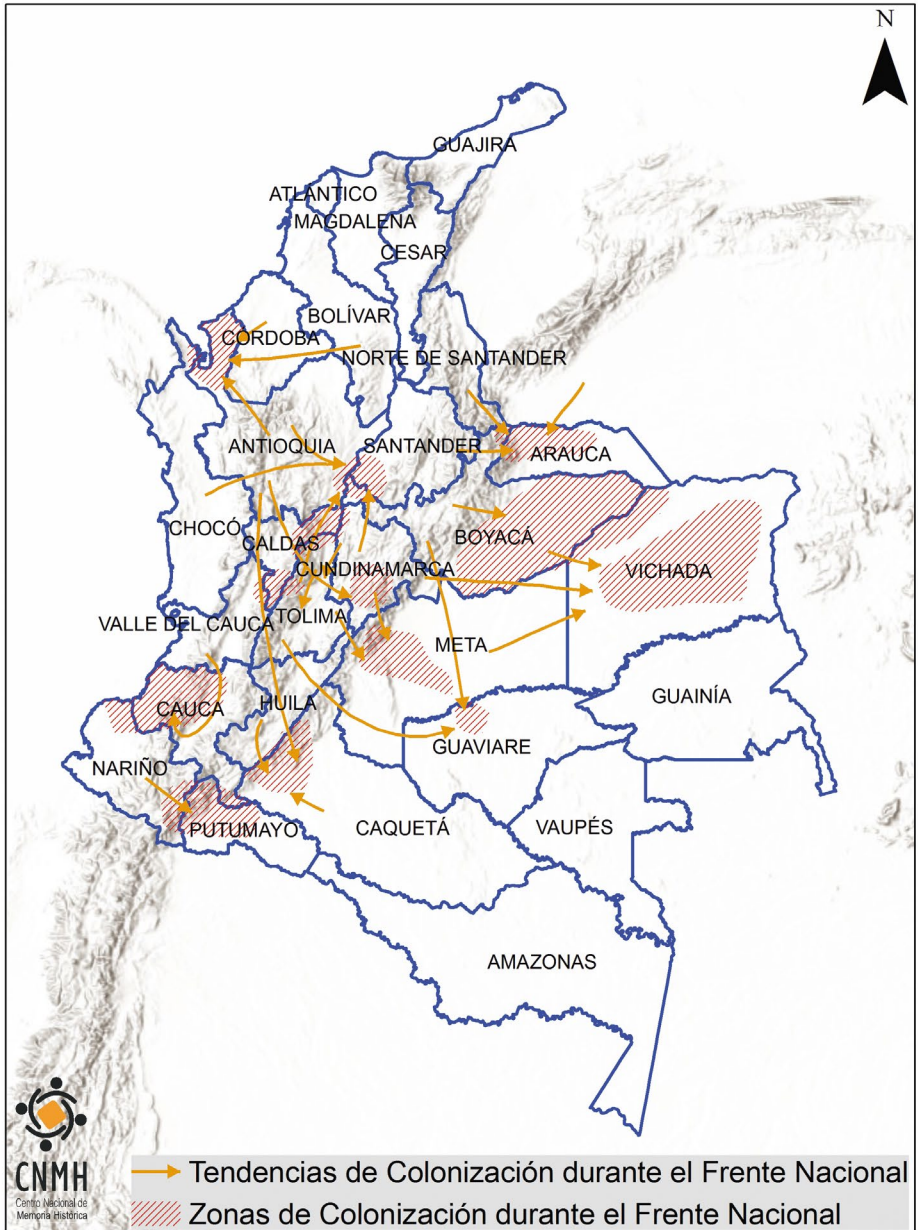 N
GUAJIRA
ATLÁNTICO
MAGDALENA
CESAR
BOLÍVAR
CÓRDOBA
NORTE DE SANTANDER
ANTIOQUIA
SANTANDER
ARAUCA
CHOCÓ
CALDAS
BOYACÁ
CUNDINAMARCA
VICHADA
VALLE DEL CAUCA
TOLIMA
META
CAUCA
HUILA
GUAINÍA
GUAVIARE
NARIÑO
PUTUMAYO
CAQUETÁ
VAUPÉS
AMAZONAS
CNMH
Centro Nacional de
Memoria Histórica
Tendencias de Colonización durante el Frente Nacional
Zonas de Colonización durante el Frente Nacional